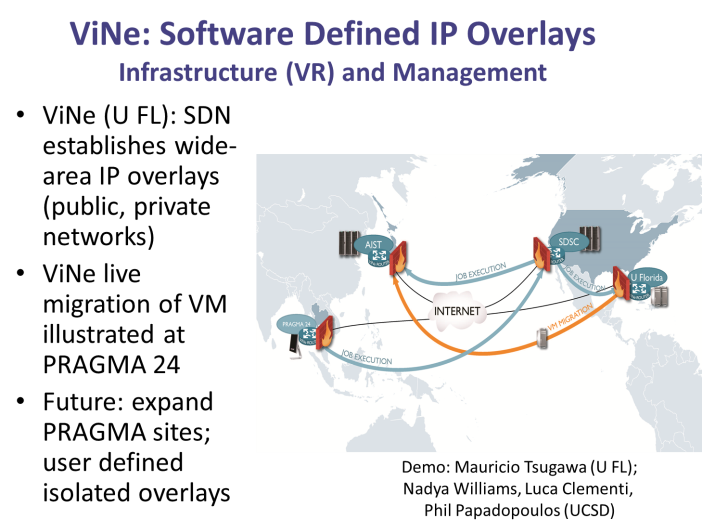 ViNe: Software Defined IP Overlays
Infrastructure (VR) and Management
• ViNe (U FL): SDN
establishes wide-
area IP overlays
(public, private
networks)
• ViNe live
migration of VM
illustrated at
PRAGMA 24
• Future: expand
PRAGMA sites;
user defined
isolated overlays
AIST
SDSC
JOB EXECUTION
JOB EXECUTION
U Florida
INTERNET
PRAGMA 24
VM MIGRATION
JOB EXECUTION
Demo: Mauricio Tsugawa (U FL);
Nadya Williams, Luca Clementi,
Phil Papadopoulos (UCSD)